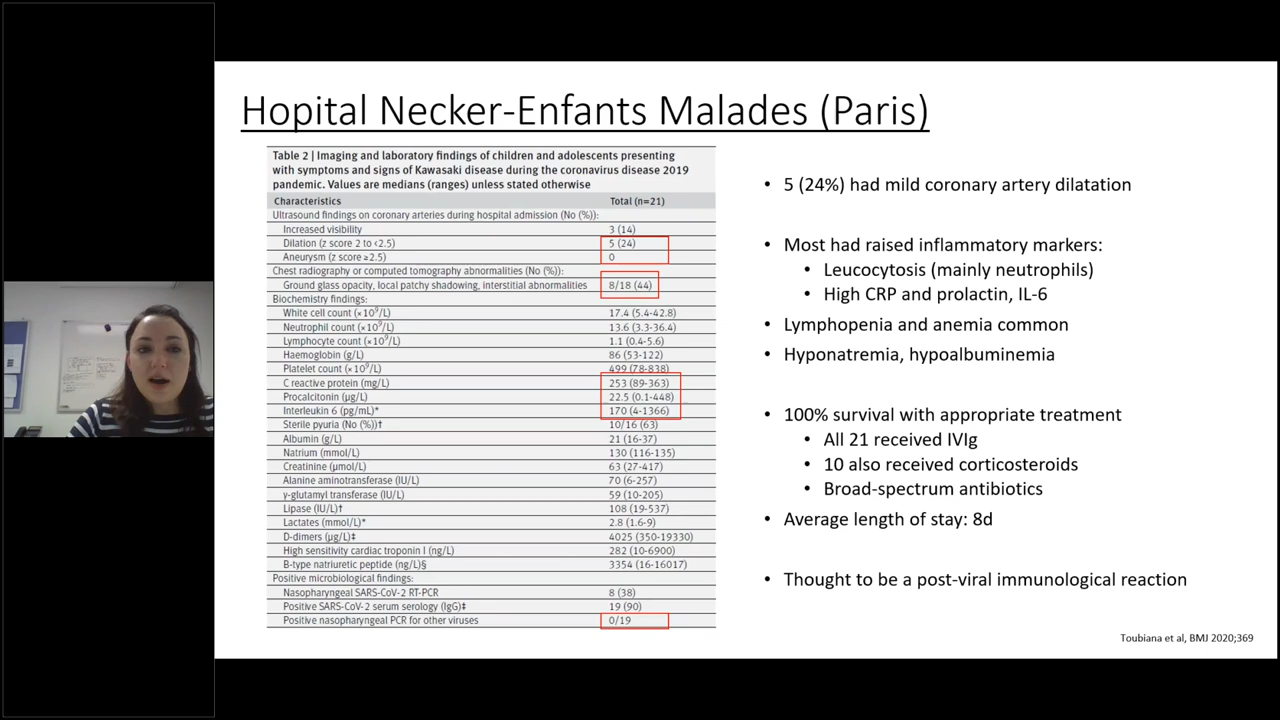 Hopital Necker-Enfants Malades (Paris)
Table 2 | Imaging and laboratory findings of children and adolescents presenting
with symptoms and signs of Kawasaki disease during the coronavirus disease 2019
pandemic. Values are medians (ranges) unless stated otherwise
Characteristics Total (n=21)
Ultrasound findings on coronary arteries during hospital admission (No (%)):
Increased visibility 3 (14)
Dilation (z score 2 to <2.5) 5 (24)
Aneurysm (z score ≥2.5) 0
Chest radiography or computed tomography abnormalities (No (%)):
Ground glass opacity, local patchy shadowing, interstitial abnormalities 8/18 (44)
Biochemistry findings:
White cell count (×10⁹/L) 17.4 (5.4-42.8)
Neutrophil count (×10⁹/L) 13.6 (3.3-36.4)
Lymphocyte count (×10⁹/L) 1.1 (0.4-5.6)
Haemoglobin (g/L) 86 (53-122)
Platelet count (×10⁹/L) 499 (78-838)
C reactive protein (mg/L) 253 (89-363)
Procalcitonin (µg/L) 22.5 (0.1-448)
Interleukin 6 (pg/mL)* 170 (4-1366)
Sterile pyuria (No (%))† 10/16 (63)
Albumin (g/L) 21 (16-37)
Natrium (mmol/L) 130 (116-135)
Creatinine (µmol/L) 63 (27-417)
Alanine aminotransferase (IU/L) 70 (6-257)
γ-glutamyl transferase (IU/L) 59 (10-205)
Lipase (IU/L)† 108 (19-537)
Lactates (mmol/L)* 2.8 (1.6-9)
D-dimers (µg/L)‡ 4025 (350-19330)
High sensitivity cardiac troponin I (ng/L) 282 (10-6900)
B-type natriuretic peptide (ng/L)§ 3354 (16-16017)
Positive microbiological findings:
Nasopharyngeal SARS-CoV-2 RT-PCR 8 (38)
Positive SARS-CoV-2 serum serology (IgG)‡ 19 (90)
Positive nasopharyngeal PCR for other viruses 0/19
• 5 (24%) had mild coronary artery dilatation
• Most had raised inflammatory markers:
• Leucocytosis (mainly neutrophils)
• High CRP and prolactin, IL-6
• Lymphopenia and anemia common
• Hyponatremia, hypoalbuminemia
• 100% survival with appropriate treatment
• All 21 received IVIg
• 10 also received corticosteroids
• Broad-spectrum antibiotics
• Average length of stay: 8d
• Thought to be a post-viral immunological reaction
Toubiana et al, BMJ 2020;369